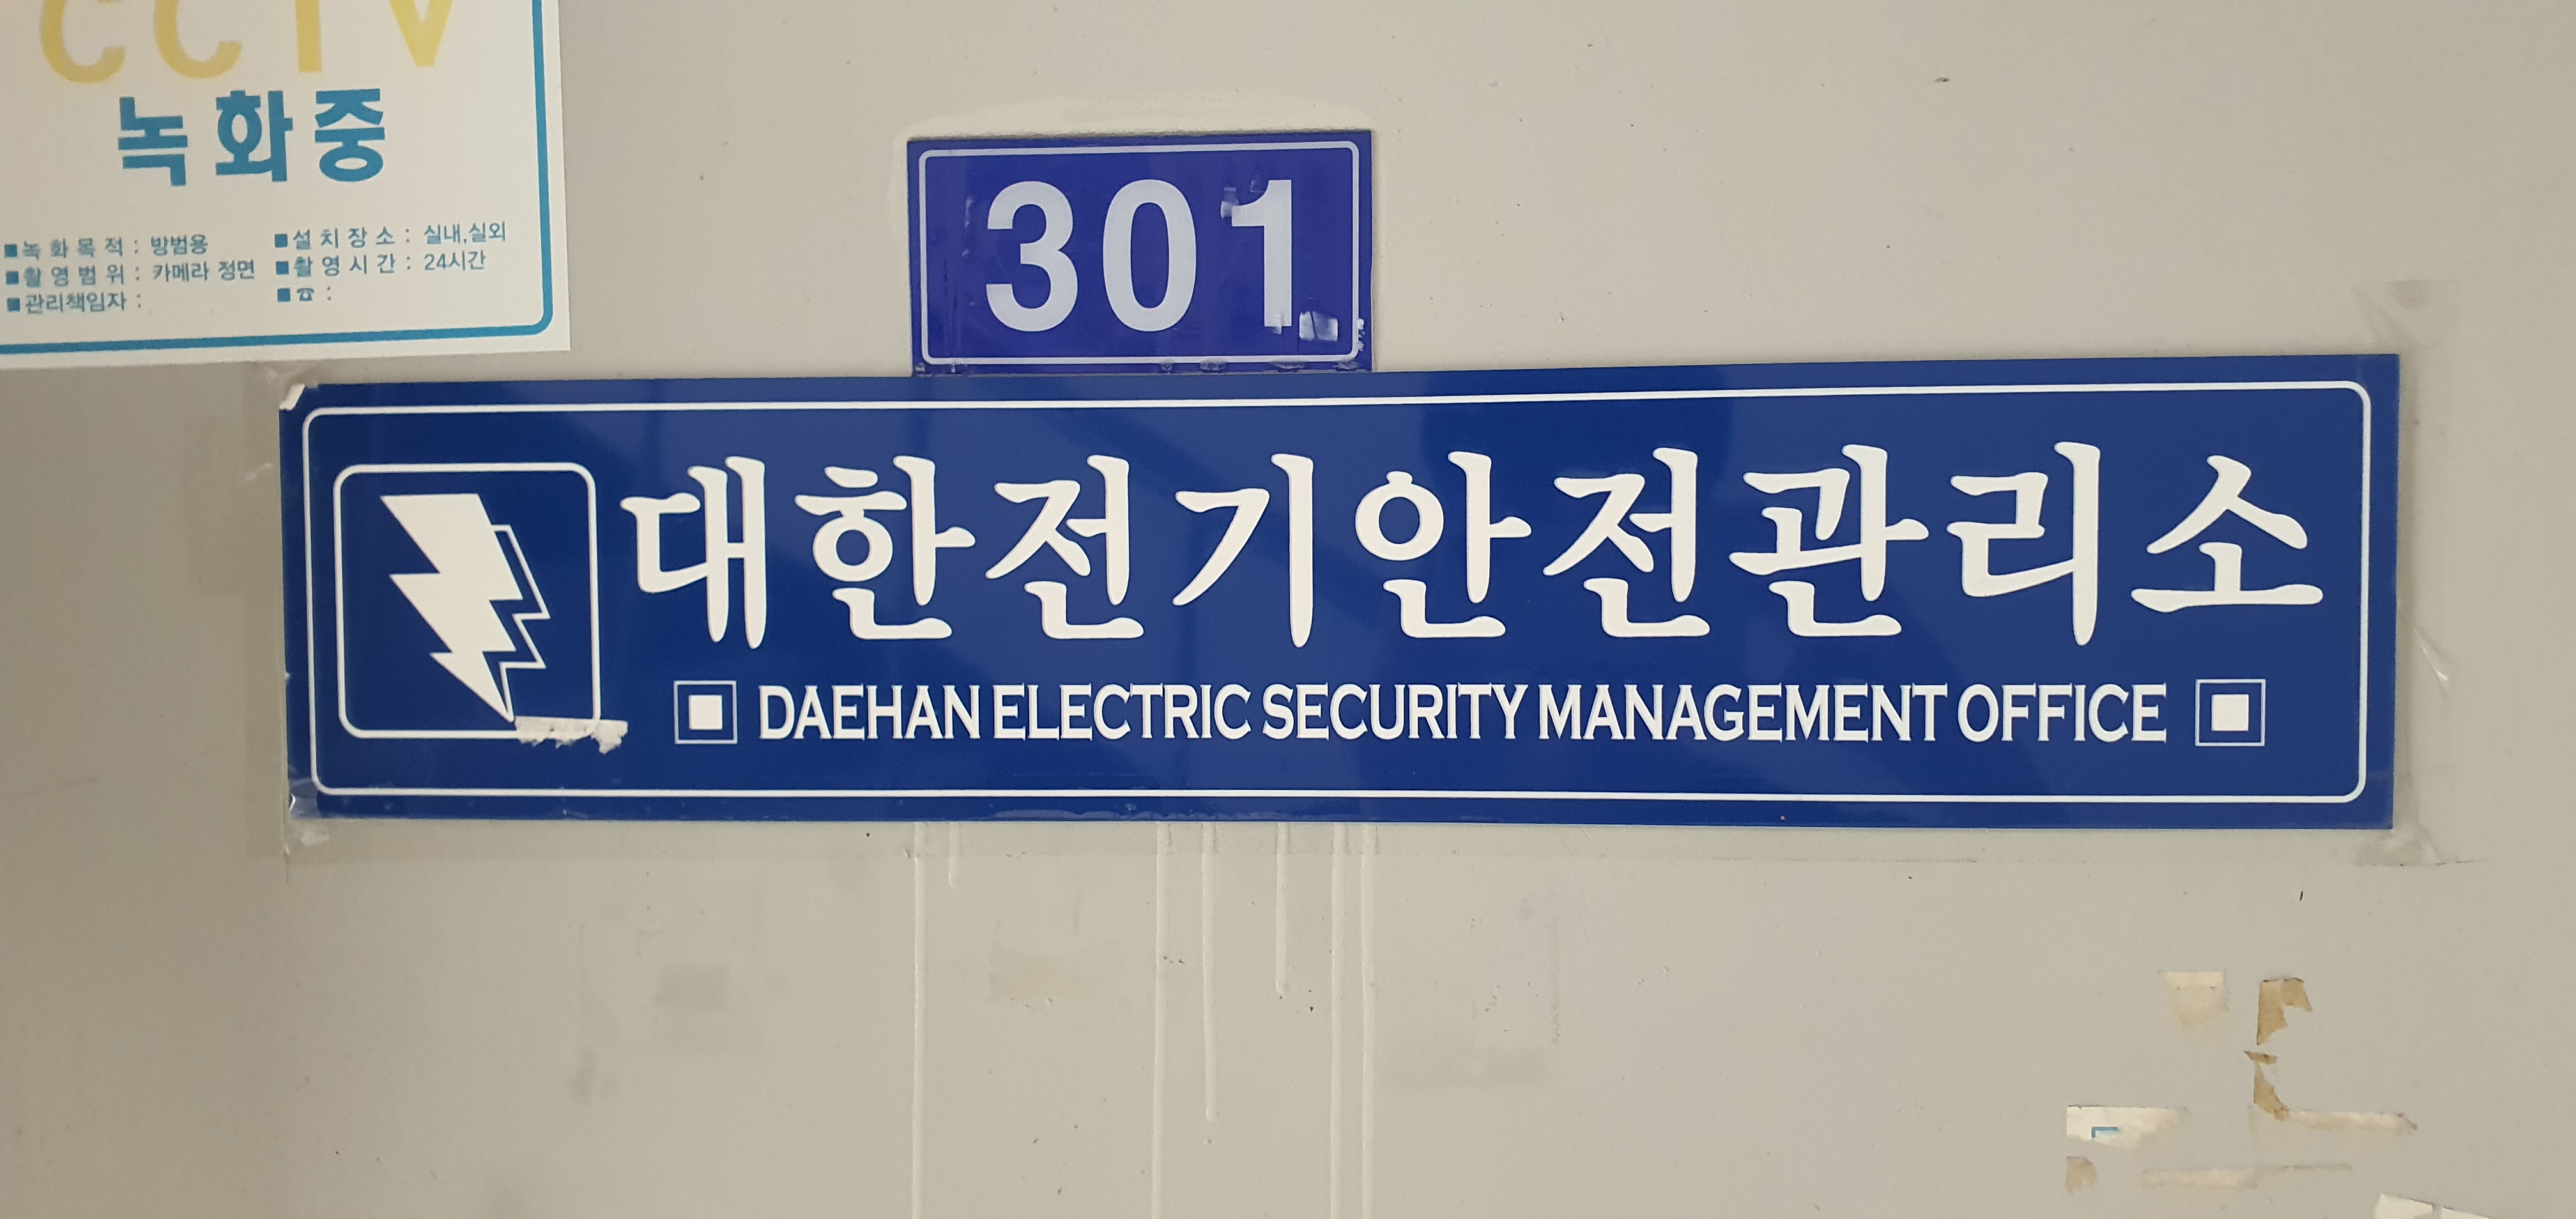 CCTV
녹화중
■녹화목적 : 방범용
■설치장소 : 실내,실외
■촬영범위 : 카메라 정면
■촬영시간 : 24시간
■관리책임자 :
■☎ :
301
대한전기안전관리소
DAEHAN ELECTRIC SECURITY MANAGEMENT OFFICE